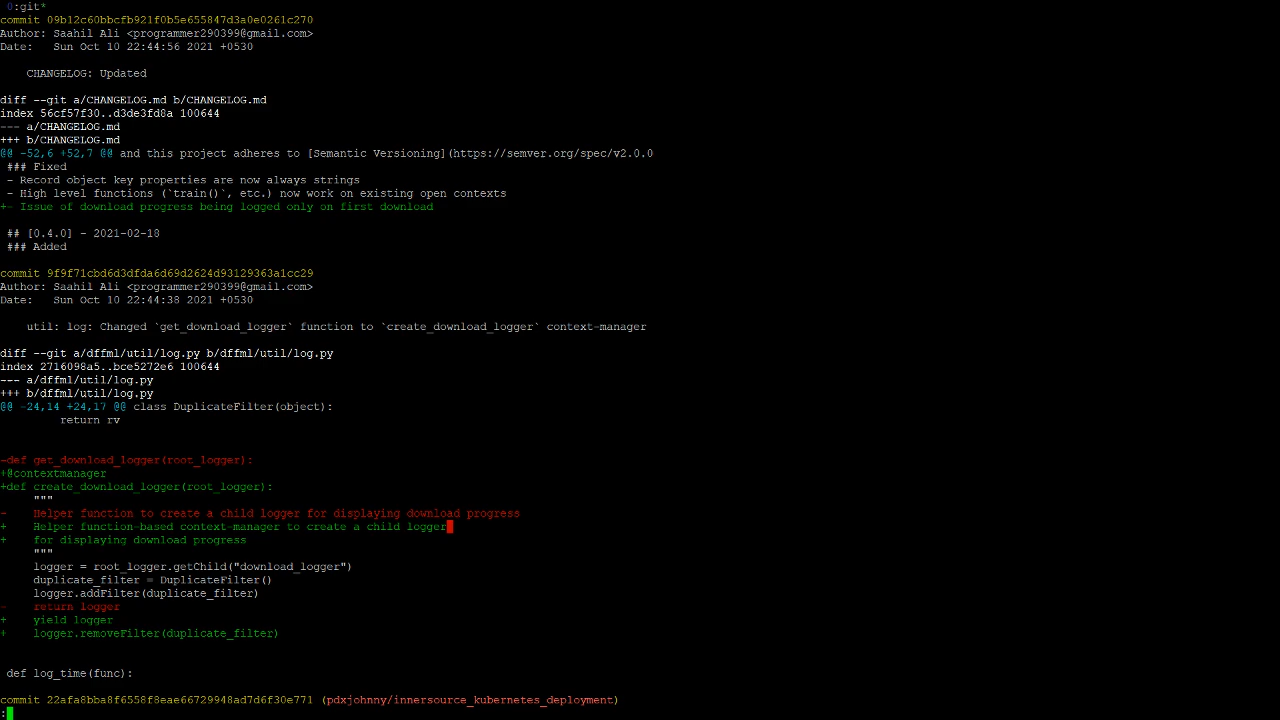 0:git*
commit 09b12c60bbcfb921f0b5e655847d3a0e0261c270
Author: Saahil Ali <programmer290399@gmail.com>
Date:   Sun Oct 10 22:44:56 2021 +0530
    CHANGELOG: Updated
diff --git a/CHANGELOG.md b/CHANGELOG.md
index 56cf57f30..d3de3fd8a 100644
--- a/CHANGELOG.md
+++ b/CHANGELOG.md
@@ -52,6 +52,7 @@ and this project adheres to [Semantic Versioning](https://semver.org/spec/v2.0.0
 ### Fixed
 - Record object key properties are now always strings
 - High level functions (`train()`, etc.) now work on existing open contexts
+- Issue of download progress being logged only on first download
 ## [0.4.0] - 2021-02-18
 ### Added
commit 9f9f71cbd6d3dfda6d69d2624d93129363a1cc29
Author: Saahil Ali <programmer290399@gmail.com>
Date:   Sun Oct 10 22:44:38 2021 +0530
    util: log: Changed `get_download_logger` function to `create_download_logger` context-manager
diff --git a/dffml/util/log.py b/dffml/util/log.py
index 2716098a5..bce5272e6 100644
--- a/dffml/util/log.py
+++ b/dffml/util/log.py
@@ -24,14 +24,17 @@ class DuplicateFilter(object):
         return rv
-def get_download_logger(root_logger):
+@contextmanager
+def create_download_logger(root_logger):
     """
-    Helper function to create a child logger for displaying download progress
+    Helper function-based context-manager to create a child logger
+    for displaying download progress
     """
     logger = root_logger.getChild("download_logger")
     duplicate_filter = DuplicateFilter()
     logger.addFilter(duplicate_filter)
-    return logger
+    yield logger
+    logger.removeFilter(duplicate_filter)
 def log_time(func):
commit 22afa8bba8f6558f8eae66729948ad7d6f30e771 (pdxjohnny/innersource_kubernetes_deployment)
: